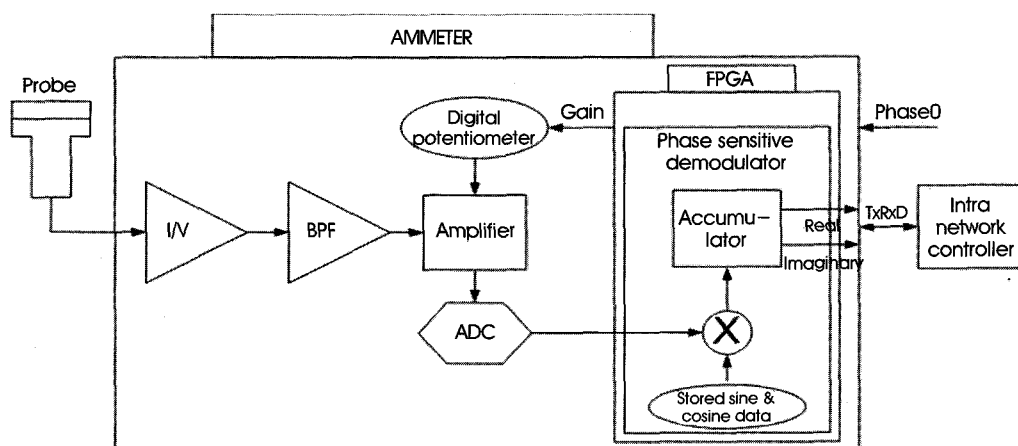 AMMETER
FPGA
Probe
Digital
potentiometer
Gain
Phase0
Phase sensitive
demodulator
I/V
BPF
Amplifier
Accumu-
lator
Real
Imaginary
TxRxD
Intra
network
controller
ADC
X
Stored sine &
cosine data